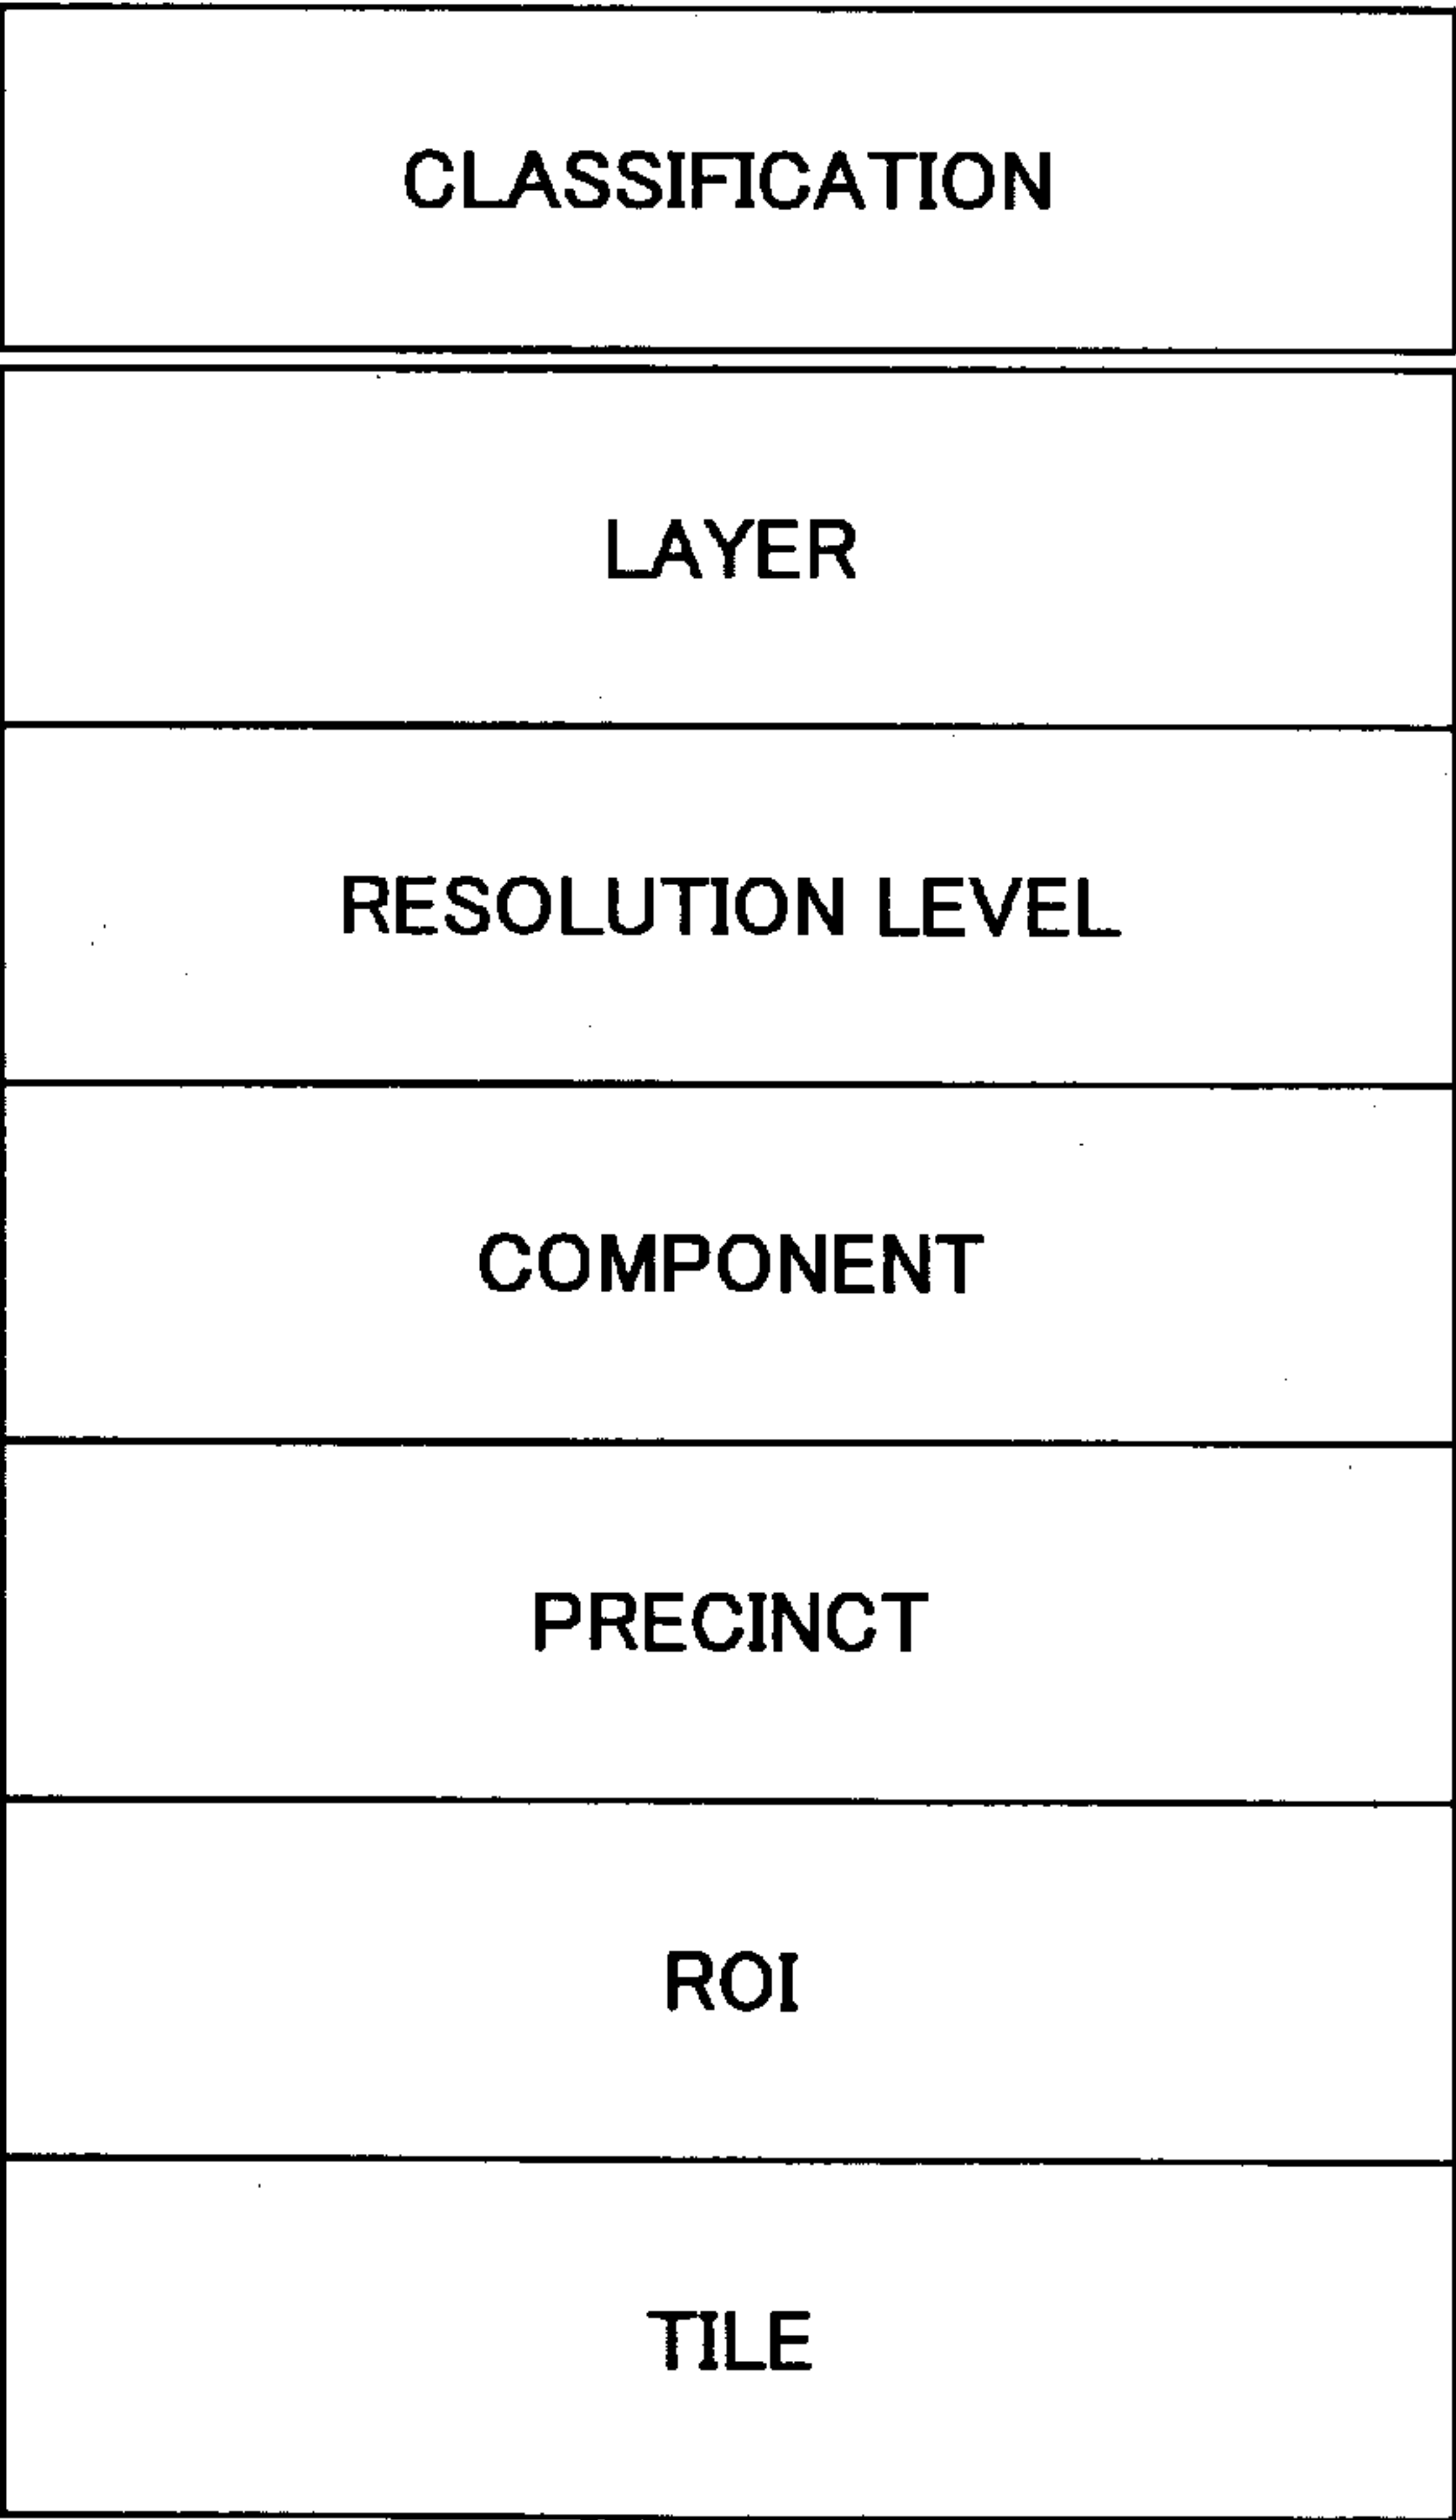 CLASSIFICATION
LAYER
RESOLUTION LEVEL
COMPONENT
PRECINCT
ROI
TILE